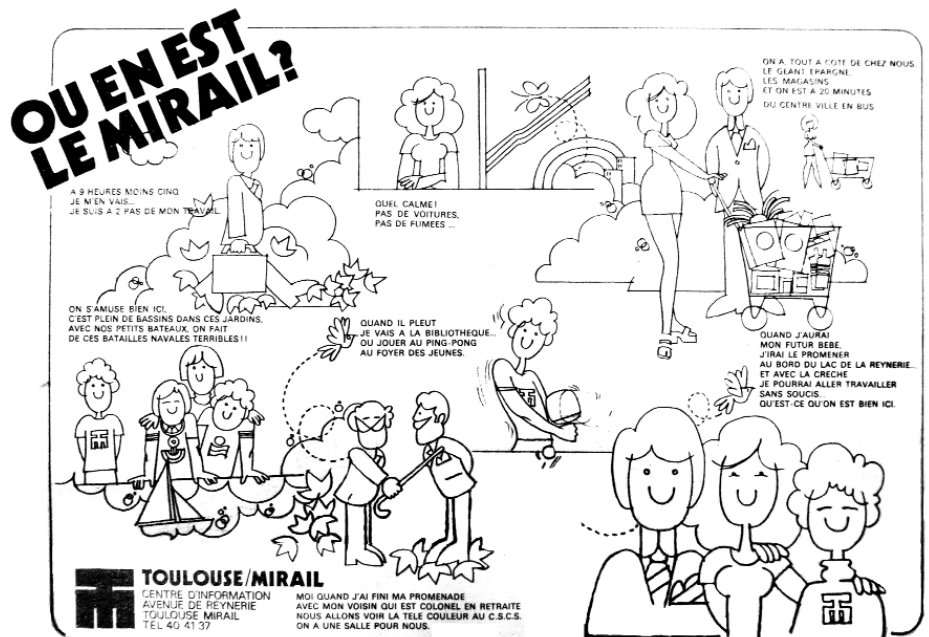 OU EN EST
LE MIRAIL?
A 9 HEURES MOINS CINQ
JE M'EN VAIS...
JE SUIS A 2 PAS DE MON TRAVAIL.
QUEL CALME!
PAS DE VOITURES,
PAS DE FUMEES ...
ON A, TOUT A COTE DE CHEZ NOUS,
LE GEANT EPARGNE,
LES MAGASINS
ET ON EST A 20 MINUTES
DU CENTRE VILLE EN BUS
ON S'AMUSE BIEN ICI,
C'EST PLEIN DE BASSINS DANS CES JARDINS,
AVEC NOS PETITS BATEAUX, ON FAIT
DE CES BATAILLES NAVALES TERRIBLES!!
QUAND IL PLEUT
JE VAIS A LA BIBLIOTHEQUE...
OU JOUER AU PING-PONG
AU FOYER DES JEUNES.
QUAND J'AURAI
MON FUTUR BEBE,
J'IRAI LE PROMENER
AU BORD DU LAC DE LA REYNERIE...
ET AVEC LA CRECHE
JE POURRAI ALLER TRAVAILLER
SANS SOUCIS...
QU'EST-CE QU'ON EST BIEN ICI.
TOULOUSE/MIRAIL
CENTRE D'INFORMATION
AVENUE DE REYNERIE
TOULOUSE MIRAIL
TEL 40 41 37
MOI QUAND J'AI FINI MA PROMENADE
AVEC MON VOISIN QUI EST COLONEL EN RETRAITE
NOUS ALLONS VOIR LA TELE COULEUR AU C.S.C.S.
ON A UNE SALLE POUR NOUS.